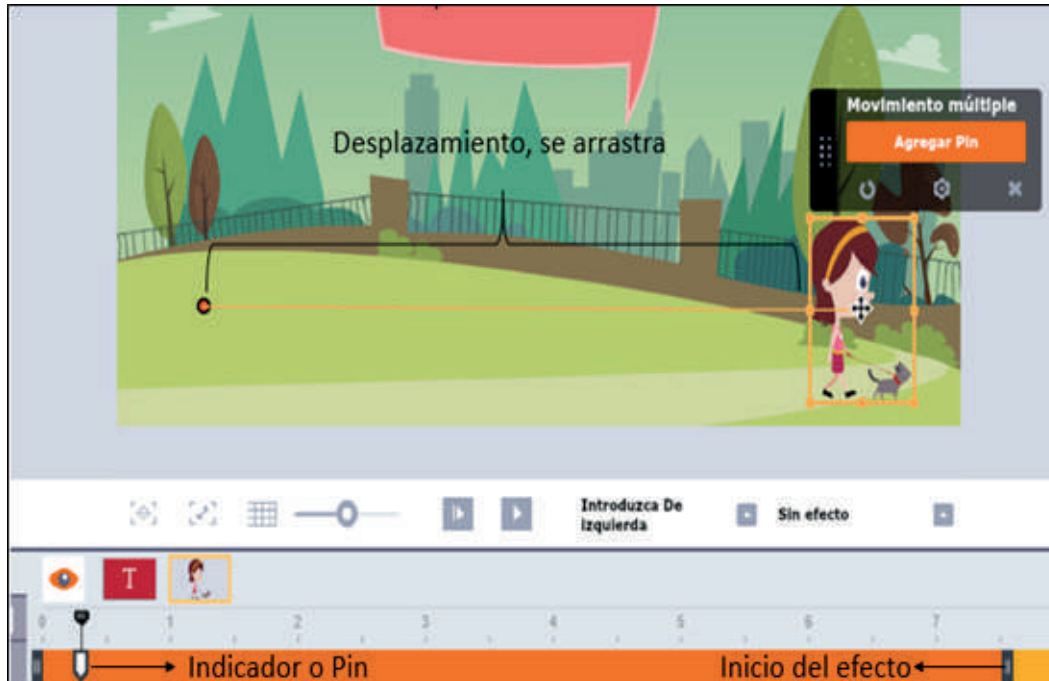 Desplazamiento, se arrastra
Movimiento múltiple
Agregar Pin
Introduzca De
izquierda
Sin efecto
T
0 1 2 3 4 5 6 7
Indicador o Pin
Inicio del efecto